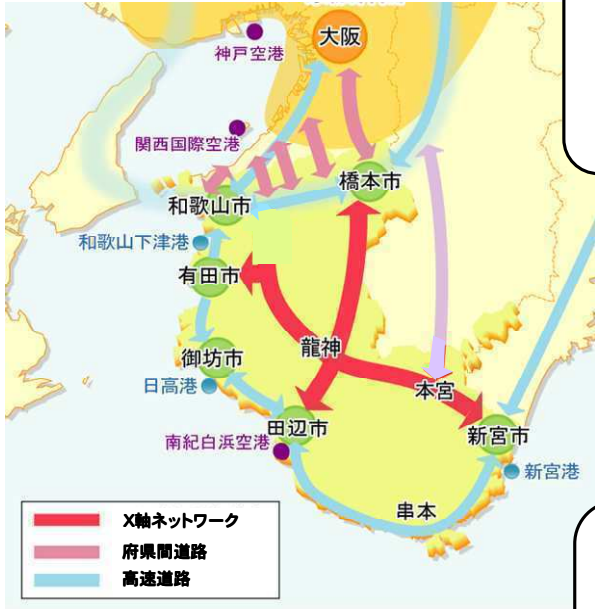 大阪
神戸空港
関西国際空港
橋本市
和歌山市
和歌山下津港
有田市
龍神
御坊市
日高港
本宮
田辺市
新宮市
南紀白浜空港
新宮港
串本
X軸ネットワーク
府県間道路
高速道路